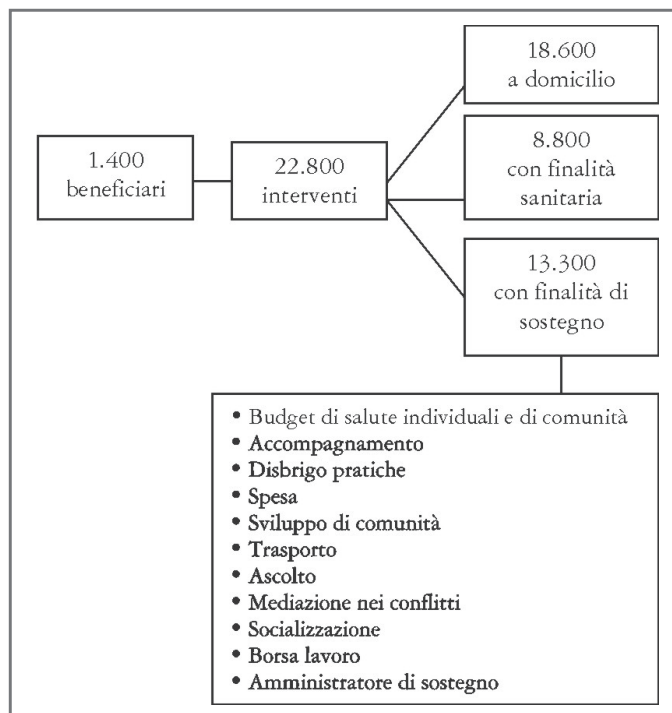 1.400
beneficiari
22.800
interventi
18.600
a domicilio
8.800
con finalità
sanitaria
13.300
con finalità di
sostegno
• Budget di salute individuali e di comunità
• Accompagnamento
• Disbrigo pratiche
• Spesa
• Sviluppo di comunità
• Trasporto
• Ascolto
• Mediazione nei conflitti
• Socializzazione
• Borsa lavoro
• Amministratore di sostegno